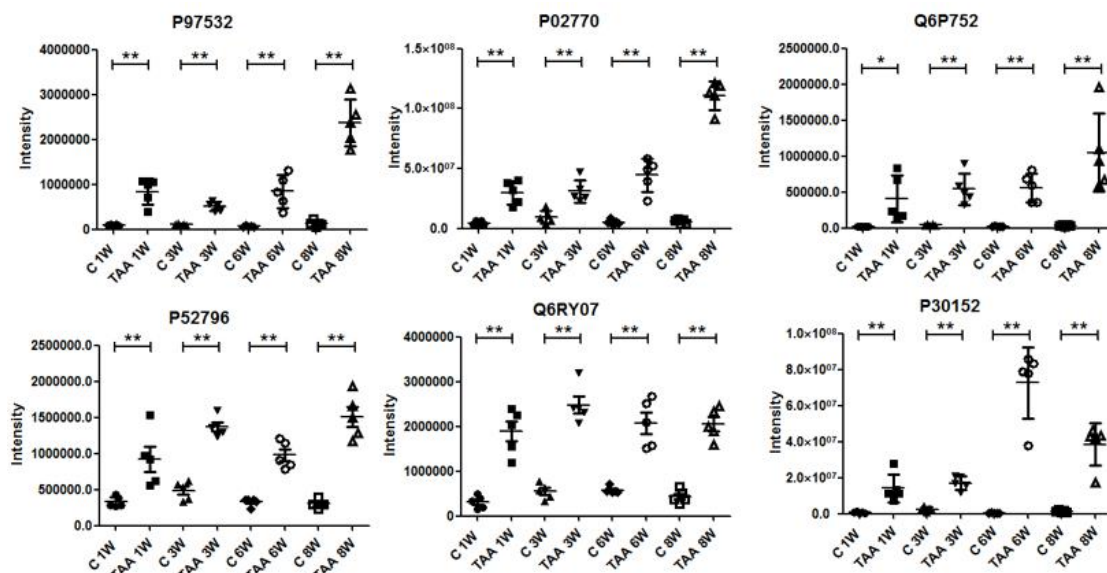 P97532
Intensity
4000000
3000000
2000000
1000000
0
** ** ** **
C 1W TAA 1W C 3W TAA 3W C 6W TAA 6W C 8W TAA 8W
P02770
Intensity
1.5×10⁰⁸
1.0×10⁰⁸
5.0×10⁰⁷
0
** ** ** **
C 1W TAA 1W C 3W TAA 3W C 6W TAA 6W C 8W TAA 8W
Q6P752
Intensity
2500000.0
2000000.0
1500000.0
1000000.0
500000.0
0.0
* ** ** **
C 1W TAA 1W C 3W TAA 3W C 6W TAA 6W C 8W TAA 8W
P52796
Intensity
2500000.0
2000000.0
1500000.0
1000000.0
500000.0
0.0
** ** ** **
C 1W TAA 1W C 3W TAA 3W C 6W TAA 6W C 8W TAA 8W
Q6RY07
Intensity
4000000
3000000
2000000
1000000
0
** ** ** **
C 1W TAA 1W C 3W TAA 3W C 6W TAA 6W C 8W TAA 8W
P30152
Intensity
1.0×10⁰⁸
8.0×10⁰⁷
6.0×10⁰⁷
4.0×10⁰⁷
2.0×10⁰⁷
0.0
** ** ** **
C 1W TAA 1W C 3W TAA 3W C 6W TAA 6W C 8W TAA 8W